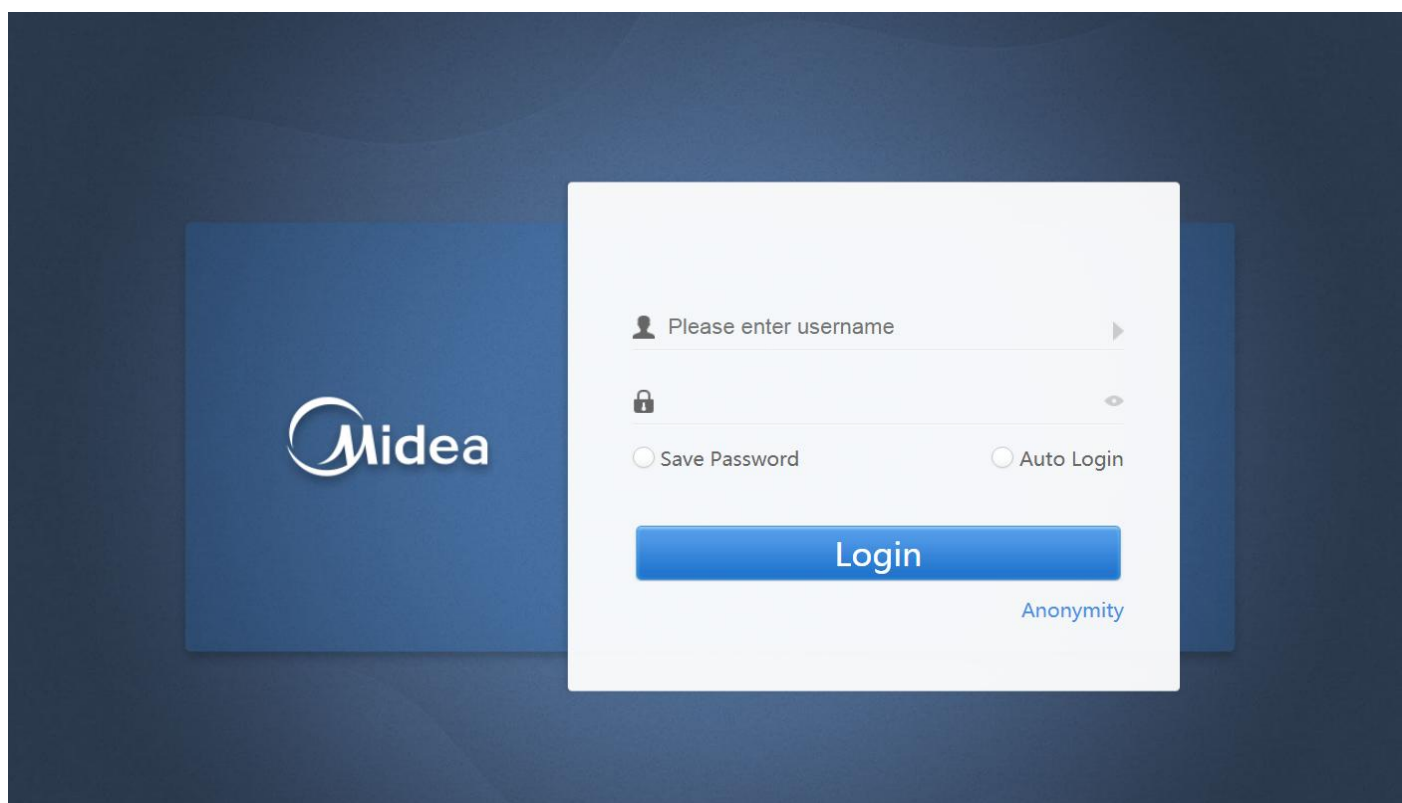 Please enter username
Midea
Save Password
Auto Login
Login
Anonymity